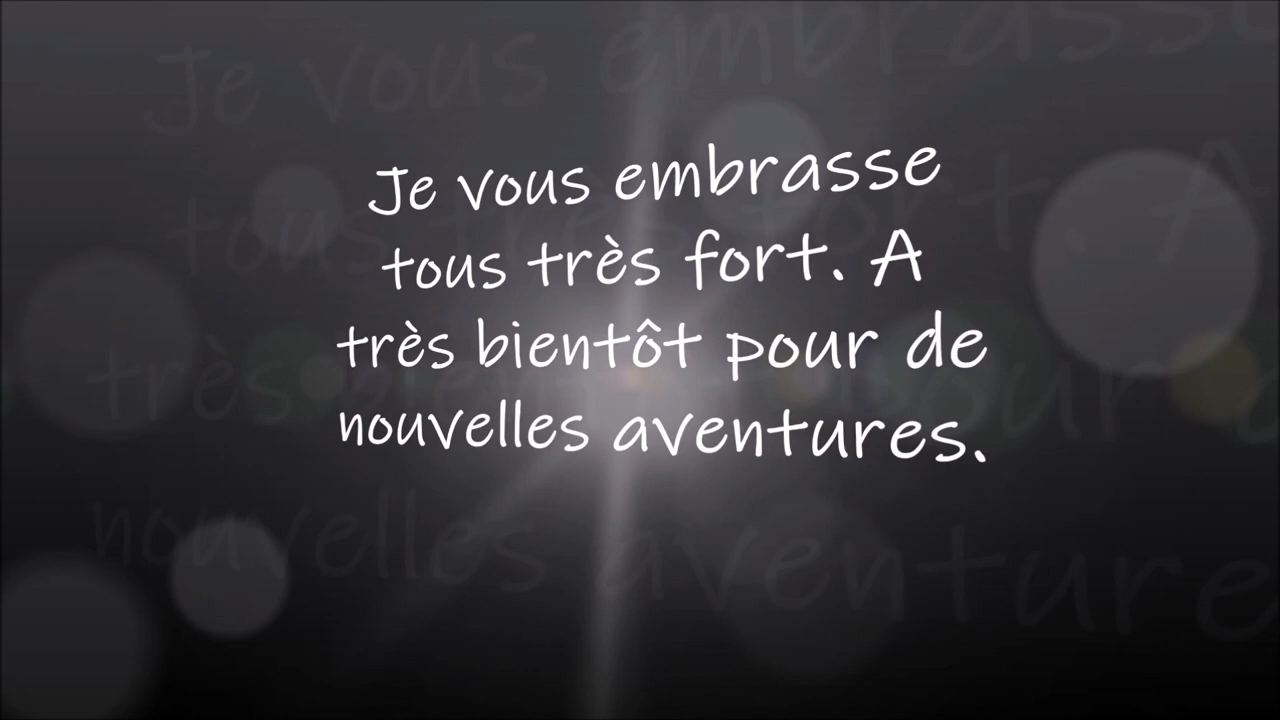 Je vous embrasse
tous très fort. A
très bientôt pour de
nouvelles aventures.